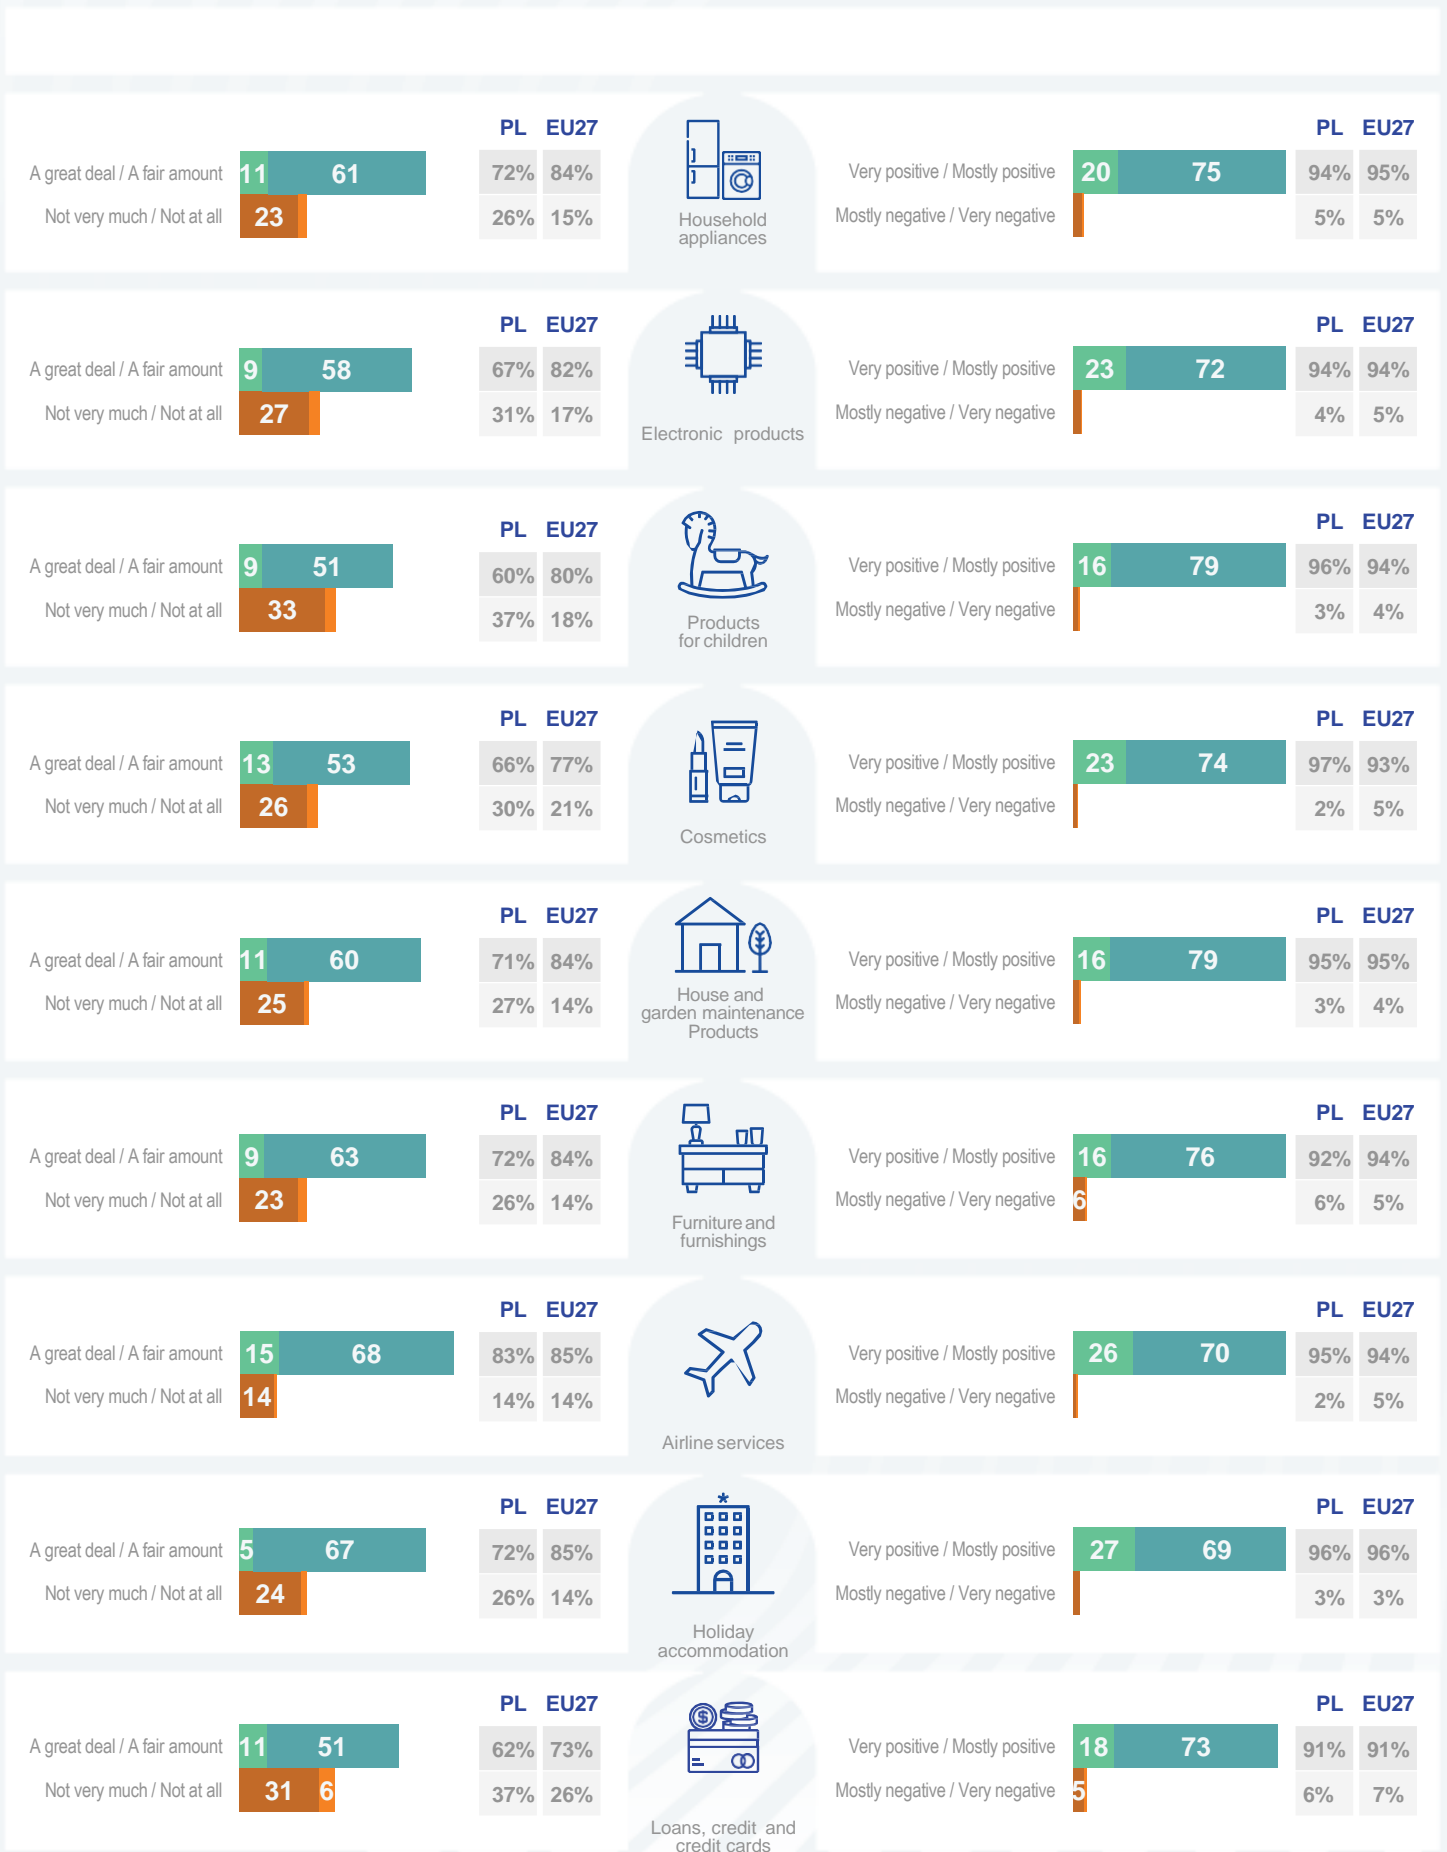 PL EU27
A great deal / A fair amount 11 61 72% 84%
Not very much / Not at all 23 26% 15%
Household
appliances
PL EU27
Very positive / Mostly positive 20 75 94% 95%
Mostly negative / Very negative 5% 5%
PL EU27
A great deal / A fair amount 9 58 67% 82%
Not very much / Not at all 27 31% 17%
Electronic products
PL EU27
Very positive / Mostly positive 23 72 94% 94%
Mostly negative / Very negative 4% 5%
PL EU27
A great deal / A fair amount 9 51 60% 80%
Not very much / Not at all 33 37% 18%
Products
for children
PL EU27
Very positive / Mostly positive 16 79 96% 94%
Mostly negative / Very negative 3% 4%
PL EU27
A great deal / A fair amount 13 53 66% 77%
Not very much / Not at all 26 30% 21%
Cosmetics
PL EU27
Very positive / Mostly positive 23 74 97% 93%
Mostly negative / Very negative 2% 5%
PL EU27
A great deal / A fair amount 11 60 71% 84%
Not very much / Not at all 25 27% 14%
House and
garden maintenance
Products
PL EU27
Very positive / Mostly positive 16 79 95% 95%
Mostly negative / Very negative 3% 4%
PL EU27
A great deal / A fair amount 9 63 72% 84%
Not very much / Not at all 23 26% 14%
Furniture and
furnishings
PL EU27
Very positive / Mostly positive 16 76 92% 94%
Mostly negative / Very negative 6 6% 5%
PL EU27
A great deal / A fair amount 15 68 83% 85%
Not very much / Not at all 14 14% 14%
Airline services
PL EU27
Very positive / Mostly positive 26 70 95% 94%
Mostly negative / Very negative 2% 5%
PL EU27
A great deal / A fair amount 5 67 72% 85%
Not very much / Not at all 24 26% 14%
Holiday
accommodation
PL EU27
Very positive / Mostly positive 27 69 96% 96%
Mostly negative / Very negative 3% 3%
PL EU27
A great deal / A fair amount 11 51 62% 73%
Not very much / Not at all 31 6 37% 26%
Loans, credit and
credit cards
PL EU27
Very positive / Mostly positive 18 73 91% 91%
Mostly negative / Very negative 5 6% 7%